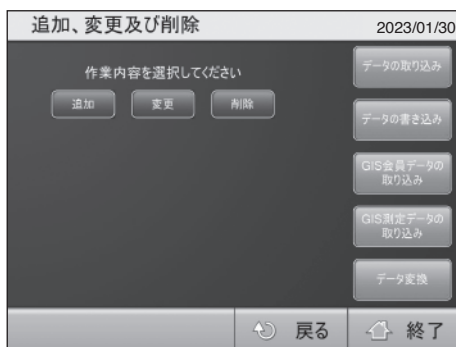 追加、変更及び削除
2023/01/30
作業内容を選択してください
追加
変更
削除
データの取り込み
データの書き込み
GIS会員データの
取り込み
GIS測定データの
取り込み
データ変換
戻る
終了